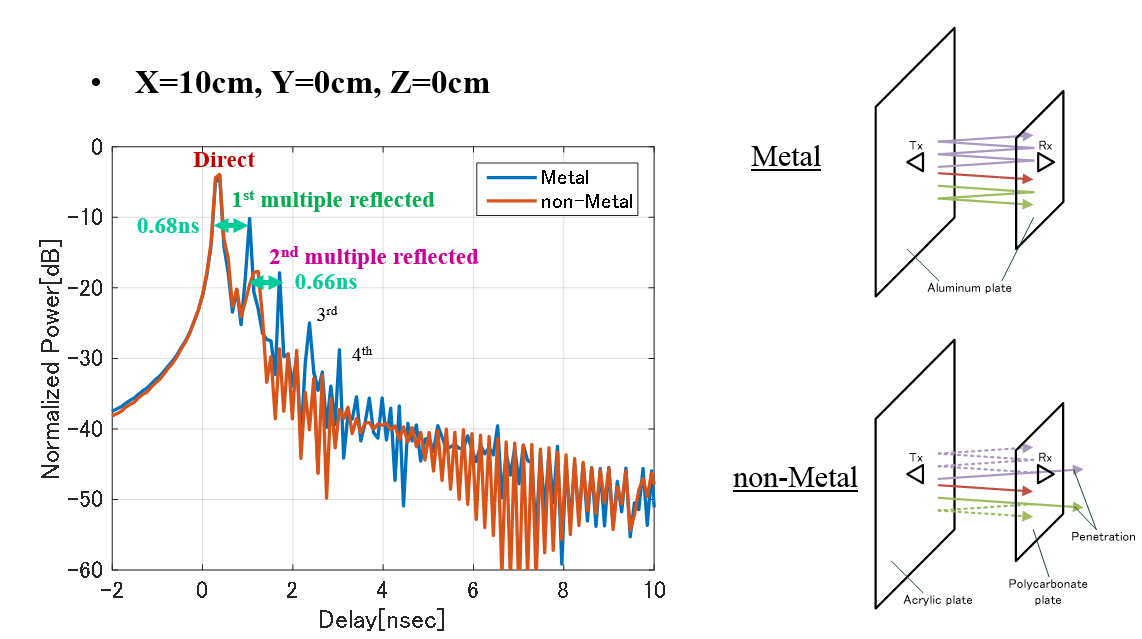 • X=10cm, Y=0cm, Z=0cm
Direct
1st multiple reflected
0.68ns
2nd multiple reflected
0.66ns
3rd
4th
Metal
non-Metal
0
−10
−20
−30
−40
−50
−60
−2
0
2
4
6
8
10
Normalized Power[dB]
Delay[nsec]
Metal
Tx
Rx
Aluminum plate
non-Metal
Tx
Rx
Penetration
Polycarbonate
plate
Acrylic plate